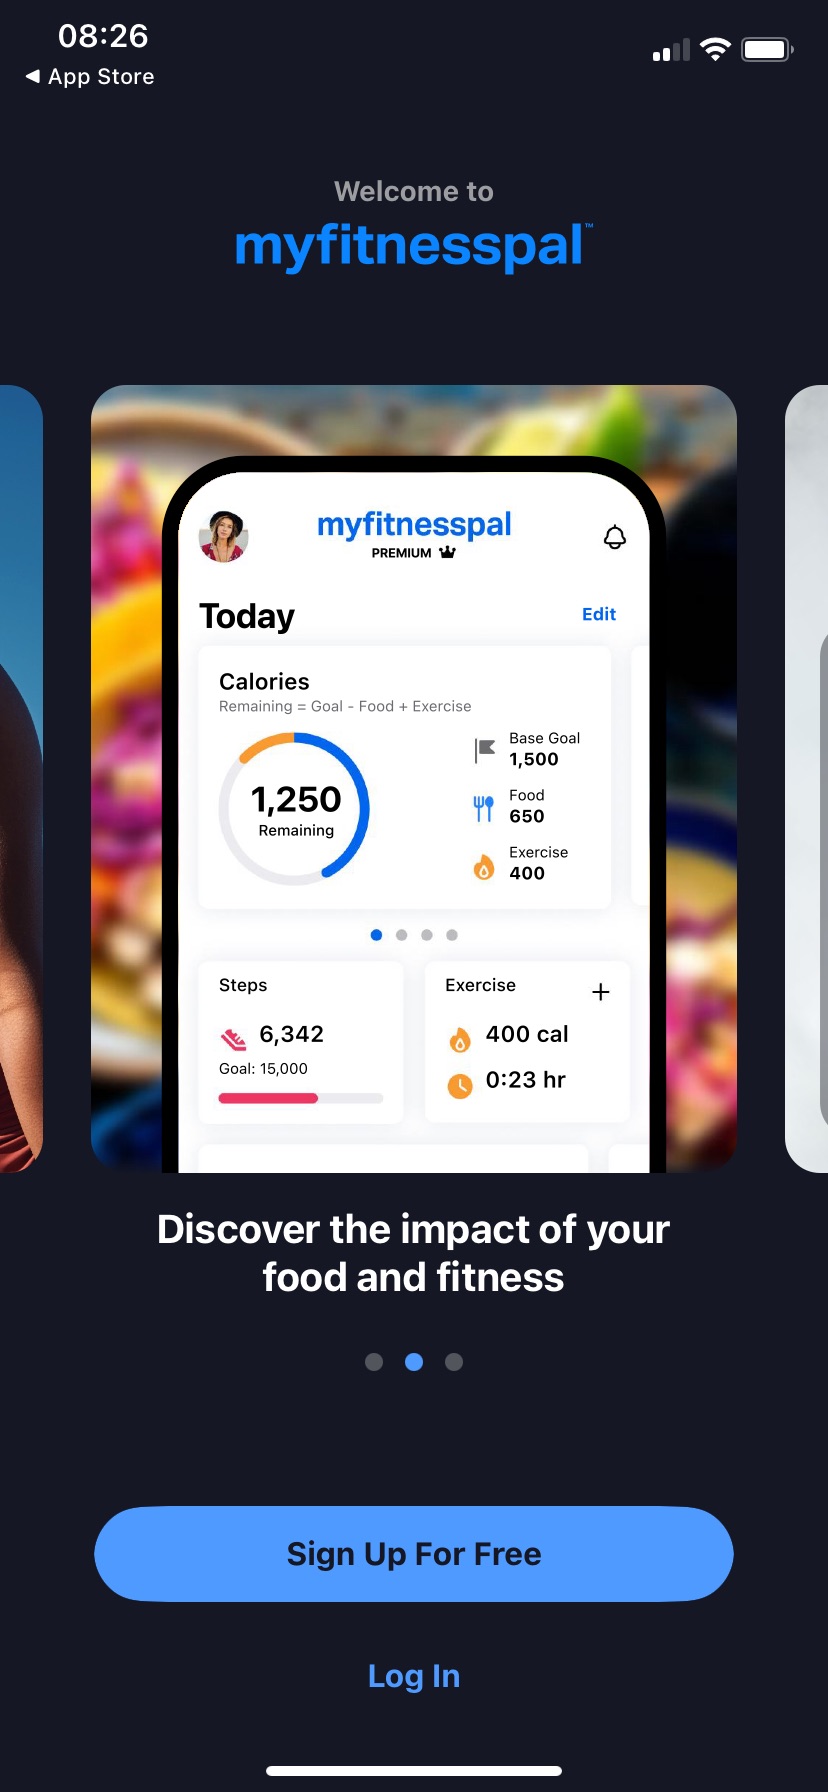 08:26
◀ App Store
Welcome to
myfitnesspal™
myfitnesspal
PREMIUM
Today
Edit
Calories
Remaining = Goal - Food + Exercise
1,250
Remaining
Base Goal
1,500
Food
650
Exercise
400
Steps
6,342
Goal: 15,000
Exercise
+
400 cal
0:23 hr
Discover the impact of your
food and fitness
Sign Up For Free
Log In